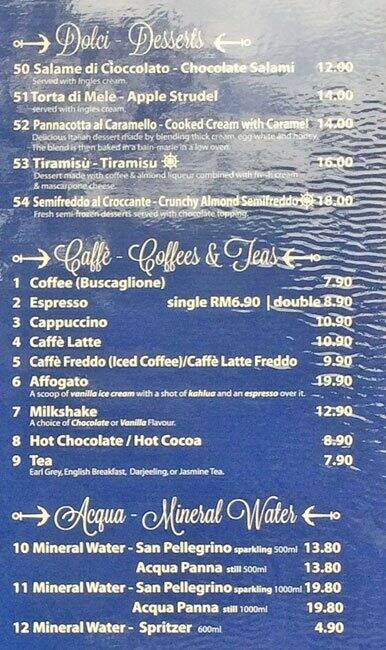 Dolci - Desserts
50 Salame di Cioccolato - Chocolate Salami 12.00
Served with Ingles cream.
51 Torta di Mele - Apple Strudel 14.00
served with Ingles cream.
52 Pannacotta al Caramello - Cooked Cream with Caramel 14.00
Delicious Italian dessert made by blending thick cream, egg white and honey.
The blend is then baked in a bain-marie in a low oven.
53 Tiramisù - Tiramisu 16.00
Dessert made with coffee & almond liqueur combined with fresh cream
& mascarpone cheese.
54 Semifreddo al Croccante - Crunchy Almond Semifreddo 18.00
Fresh semi-frozen desserts served with chocolate topping.
Caffè - Coffees & Teas
1 Coffee (Buscaglione) 7.90
2 Espresso single RM6.90 | double 8.90
3 Cappuccino 10.90
4 Caffè Latte 10.90
5 Caffè Freddo (Iced Coffee)/Caffè Latte Freddo 9.90
6 Affogato 19.90
A scoop of vanilla ice cream with a shot of kahlua and an espresso over it.
7 Milkshake 12.90
A choice of Chocolate or Vanilla Flavour.
8 Hot Chocolate / Hot Cocoa 8.90
9 Tea 7.90
Earl Grey, English Breakfast, Darjeeling, or Jasmine Tea.
Acqua - Mineral Water
10 Mineral Water - San Pellegrino sparkling 500ml 13.80
Acqua Panna still 500ml 13.80
11 Mineral Water - San Pellegrino sparkling 1000ml 19.80
Acqua Panna still 1000ml 19.80
12 Mineral Water - Spritzer 600ml 4.90